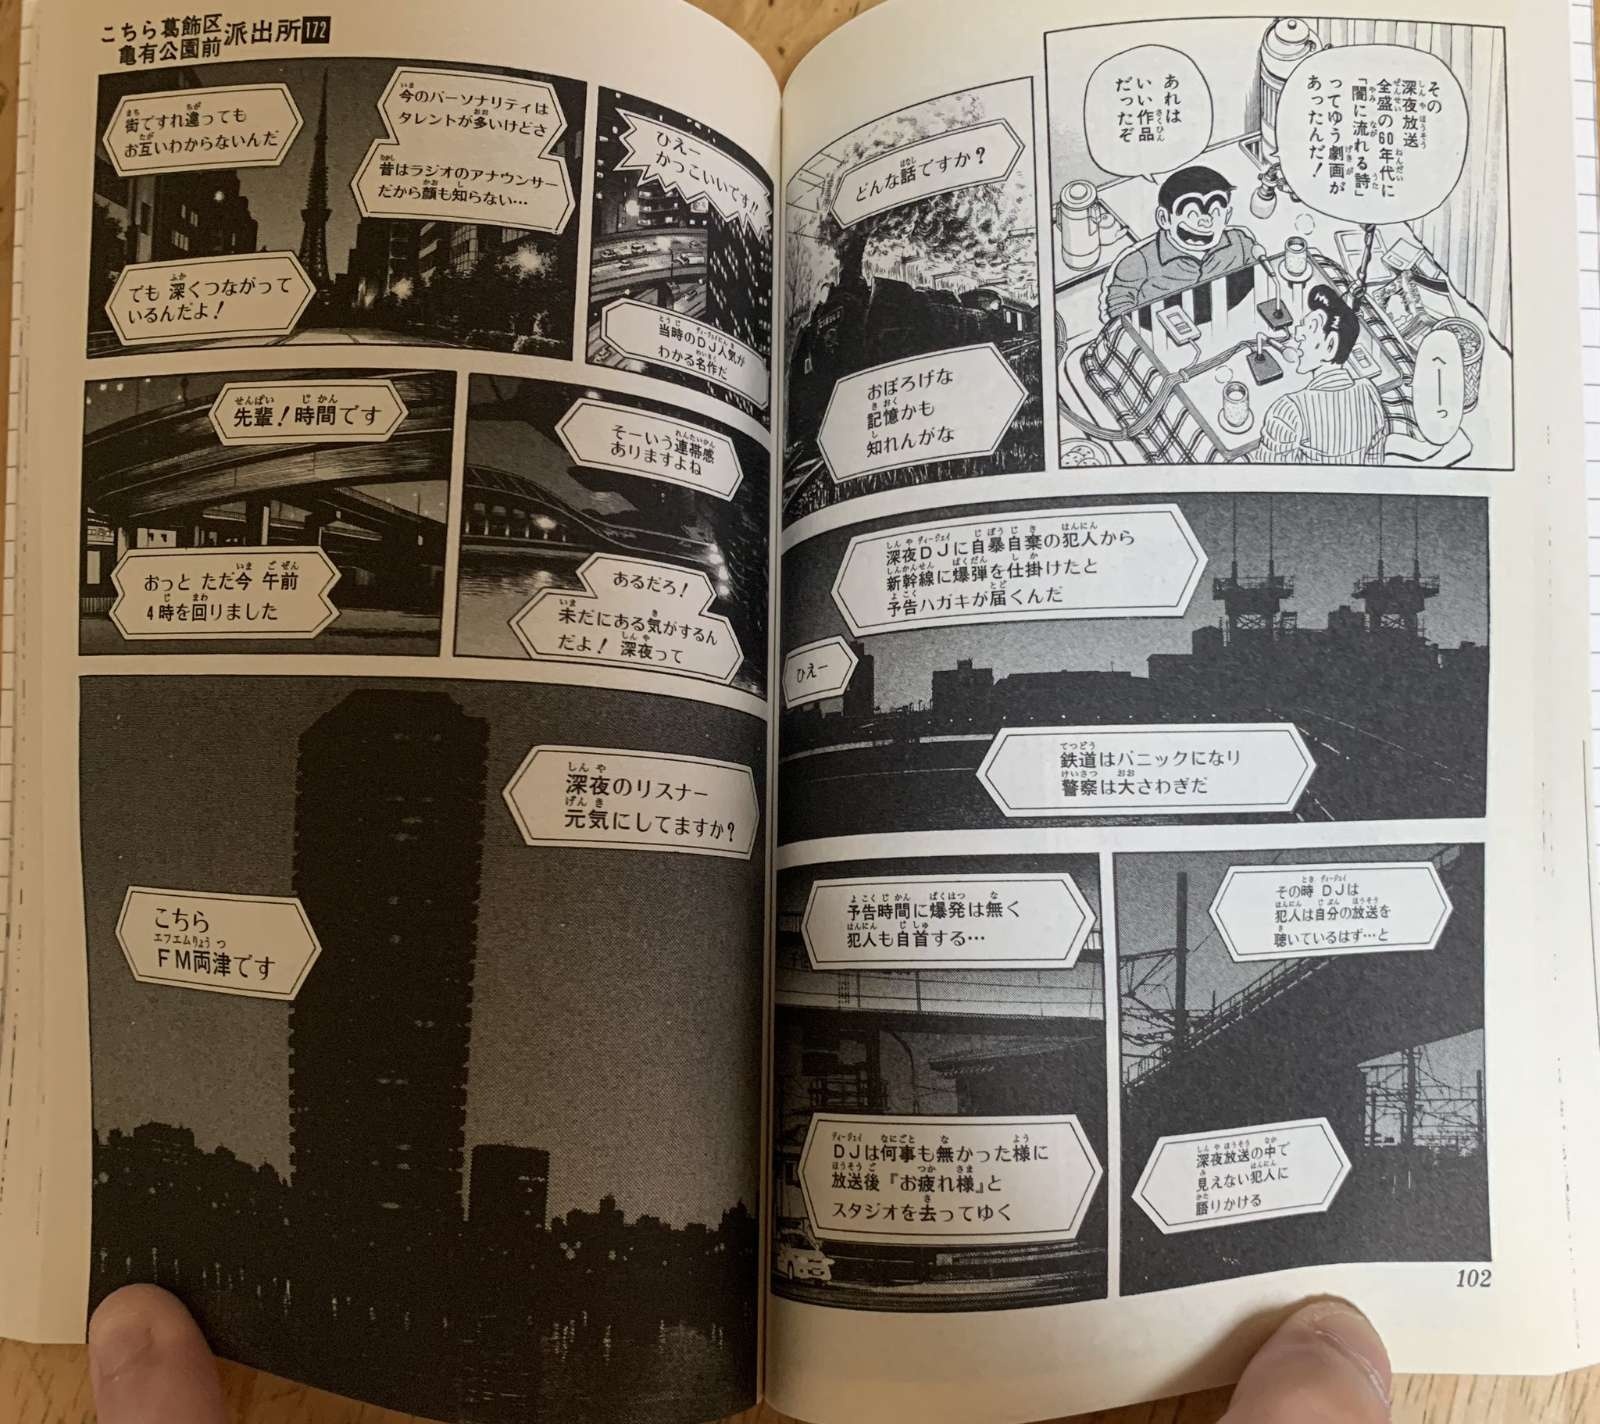 その
深夜放送
全盛の60年代に
「闇に流れる詩」
ってゆう劇画が
あったんだ！
あれは
いい作品
だったぞ
へーっ
どんな話ですか？
おぼろげな
記憶かも
知れんがな
深夜DJに自暴自棄の犯人から
新幹線に爆弾を仕掛けたと
予告ハガキが届くんだ
ひえー
鉄道はパニックになり
警察は大さわぎだ
その時 DJは
犯人は自分の放送を
聴いているはず…と
深夜放送の中で
見えない犯人に
語りかける
予告時間に爆発は無く
犯人も自首する…
DJは何事も無かった様に
放送後『お疲れ様』と
スタジオを去ってゆく
102
こちら葛飾区
亀有公園前
派出所172
ひえー
かっこいいです!!
当時のDJ人気が
わかる名作だ
今のパーソナリティは
タレントが多いけどさ
昔はラジオのアナウンサー
だから顔も知らない…
街ですれ違っても
お互いわからないんだ
でも 深くつながって
いるんだよ！
そーいう連帯感
ありますよね
あるだろ！
未だにある気がするん
だよ！ 深夜って
先輩！時間です
おっと ただ今 午前
4時を回りました
深夜のリスナー
元気にしてますか？
こちら
FM両津です